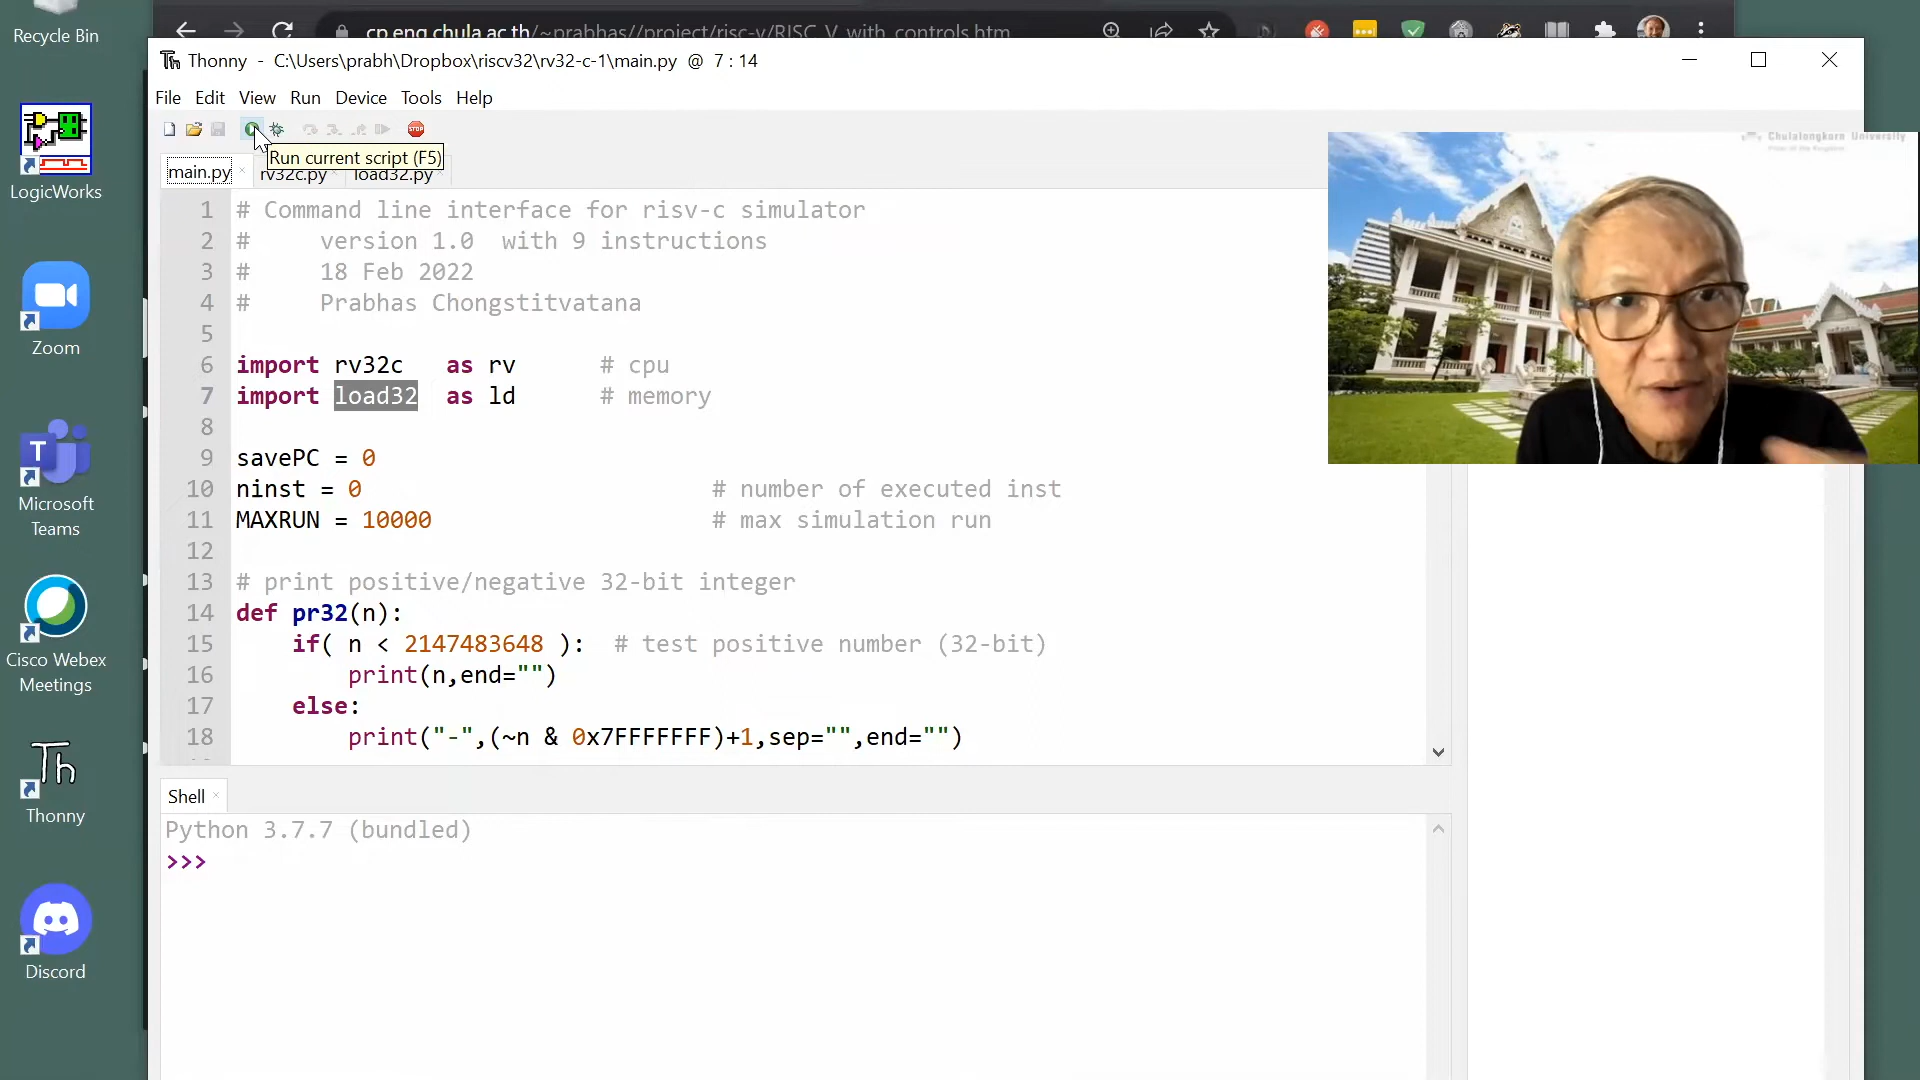 Recycle Bin
LogicWorks
Zoom
Microsoft
Teams
Cisco Webex
Meetings
Thonny
Discord
cp.eng.chula.ac.th/~prabhas//project/risc-v/RISC_V_with_controls.htm
Th Thonny - C:\Users\prabh\Dropbox\riscv32\rv32-c-1\main.py @ 7 : 14
File Edit View Run Device Tools Help
STOP
Run current script (F5)
main.py rv32c.py load32.py
1 # Command line interface for risv-c simulator
2 #     version 1.0  with 9 instructions
3 #     18 Feb 2022
4 #     Prabhas Chongstitvatana
5
6 import rv32c   as rv      # cpu
7 import load32  as ld      # memory
8
9 savePC = 0
10 ninst = 0                         # number of executed inst
11 MAXRUN = 10000                    # max simulation run
12
13 # print positive/negative 32-bit integer
14 def pr32(n):
15     if( n < 2147483648 ):  # test positive number (32-bit)
16         print(n,end="")
17     else:
18         print("-",(~n & 0x7FFFFFFF)+1,sep="",end="")
Shell
Python 3.7.7 (bundled)
>>>
Chulalongkorn University